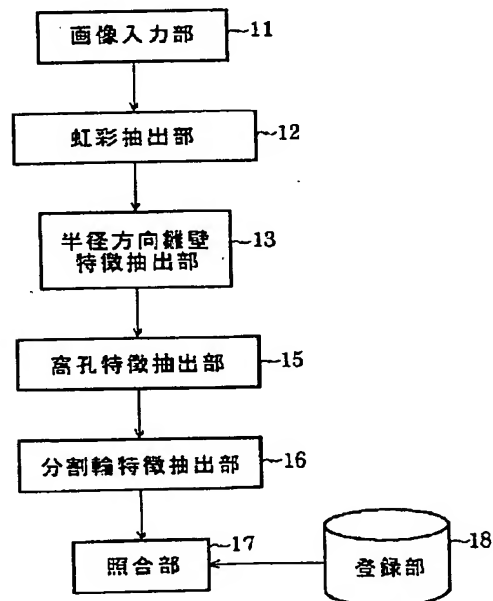 画像入力部 11
虹彩抽出部 12
半径方向雛壁
特徴抽出部 13
窩孔特徴抽出部 15
分割輪特徴抽出部 16
照合部 17
登録部 18